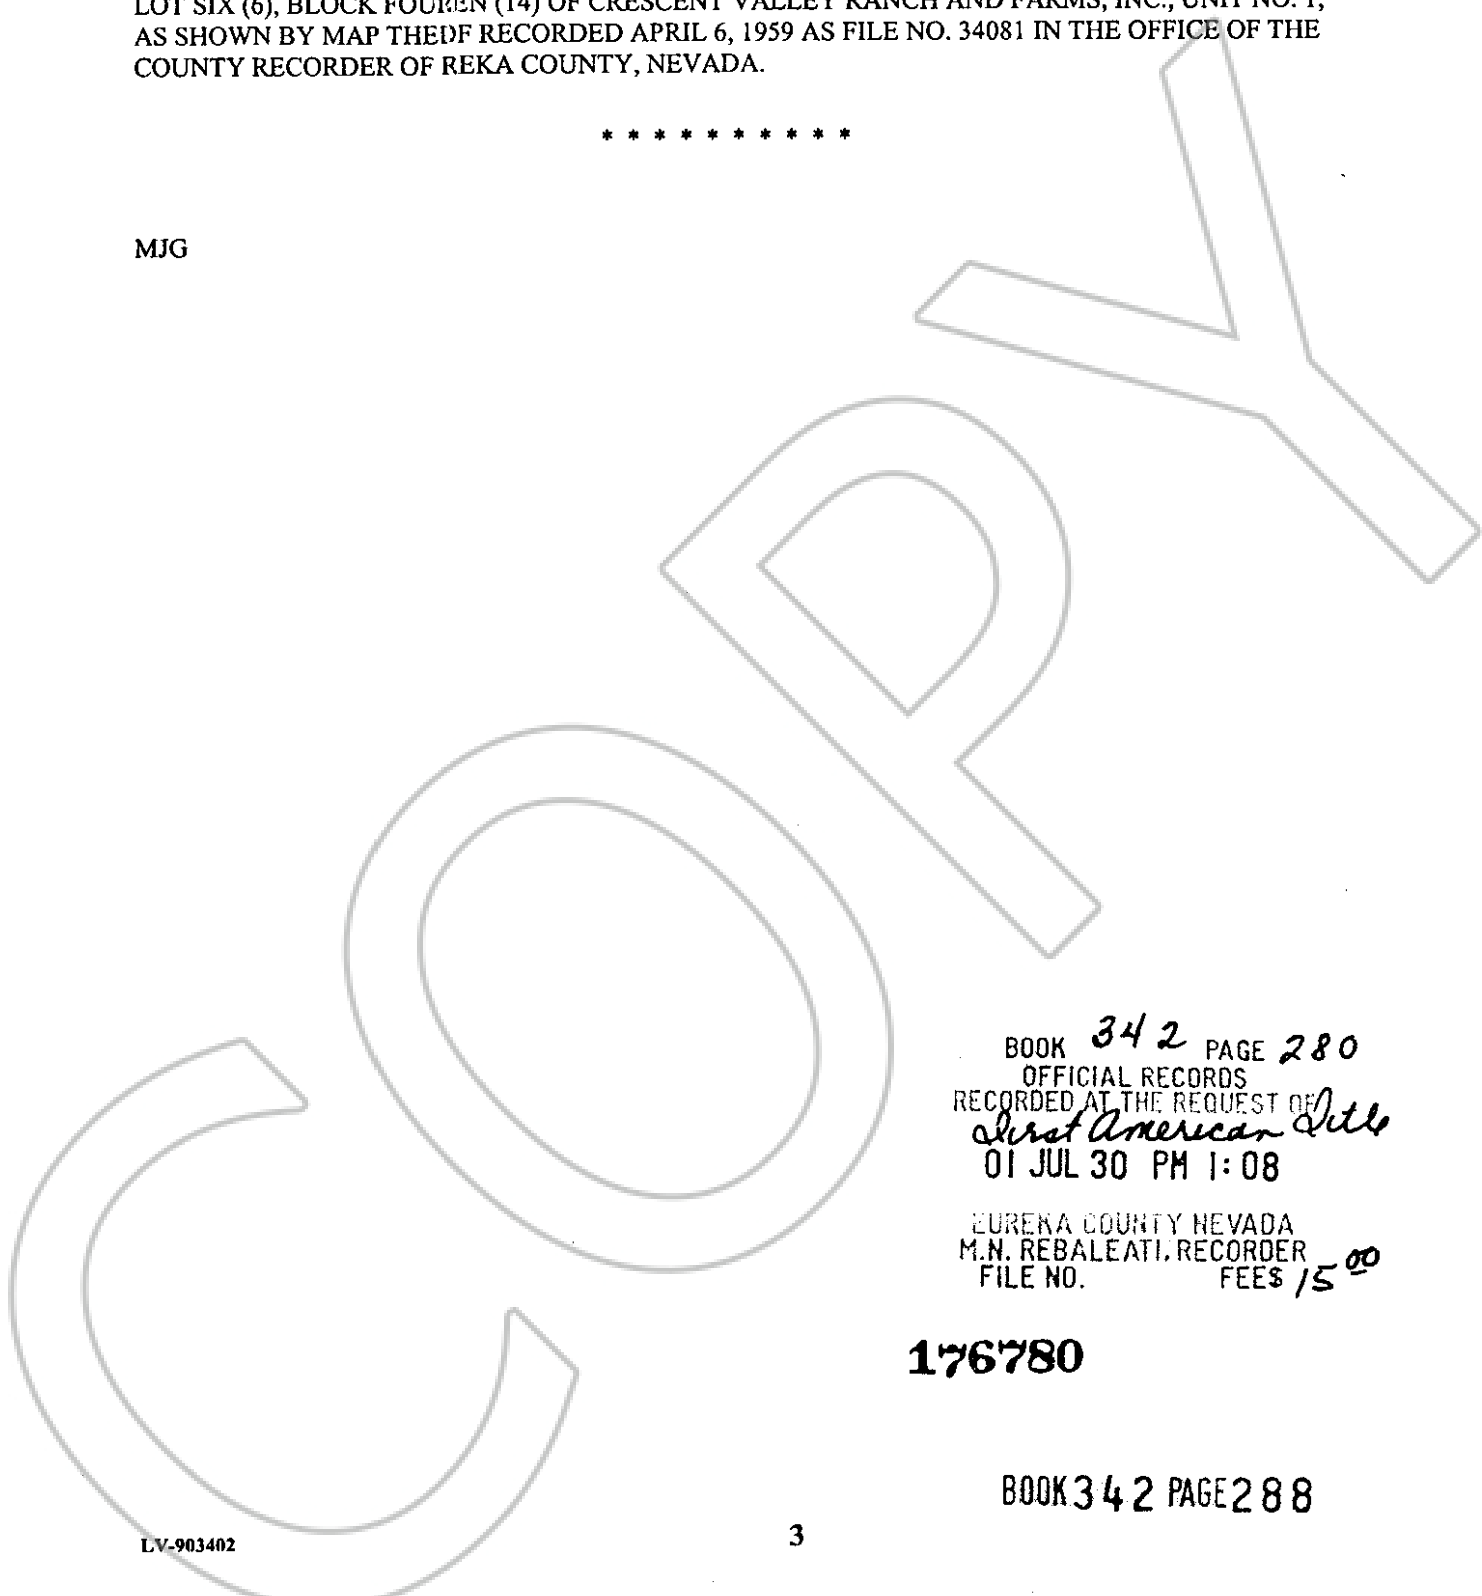 LOT SIX (6), BLOCK FOUREN (14) OF CRESCENT VALLEY RANCH AND FARMS, INC., UNIT NO. 1,
AS SHOWN BY MAP THEDF RECORDED APRIL 6, 1959 AS FILE NO. 34081 IN THE OFFICE OF THE
COUNTY RECORDER OF REKA COUNTY, NEVADA.
* * * * * * * * * *
MJG
COPY
BOOK 342 PAGE 280
OFFICIAL RECORDS
RECORDED AT THE REQUEST OF
First American Title
01 JUL 30 PM 1:08
EUREKA COUNTY NEVADA
M.N. REBALEATI, RECORDER
FILE NO. FEE$ 15 00
176780
BOOK 342 PAGE 288
LV-903402
3